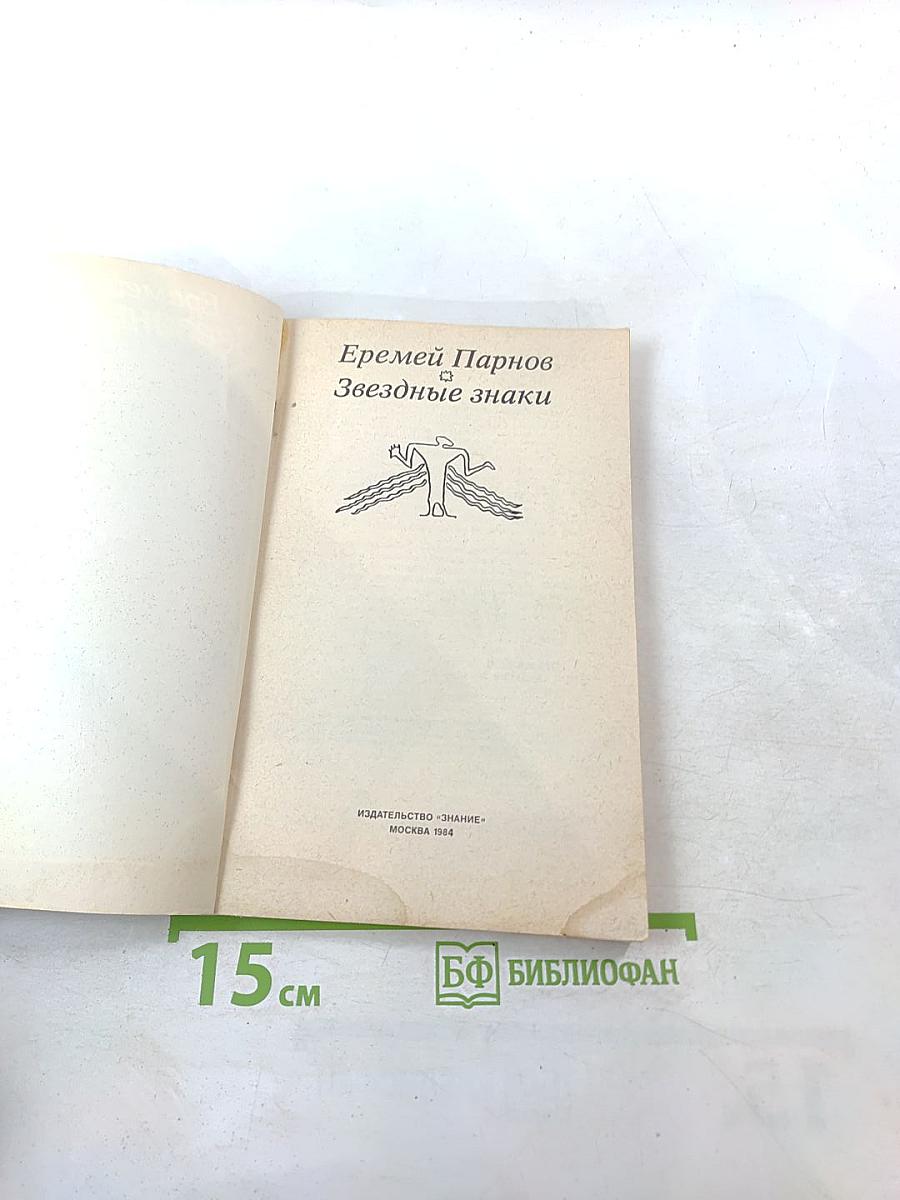 Еремей Парнов
Звездные знаки
ИЗДАТЕЛЬСТВО «ЗНАНИЕ»
МОСКВА 1984
15 см
БФ БИБЛИОФАН